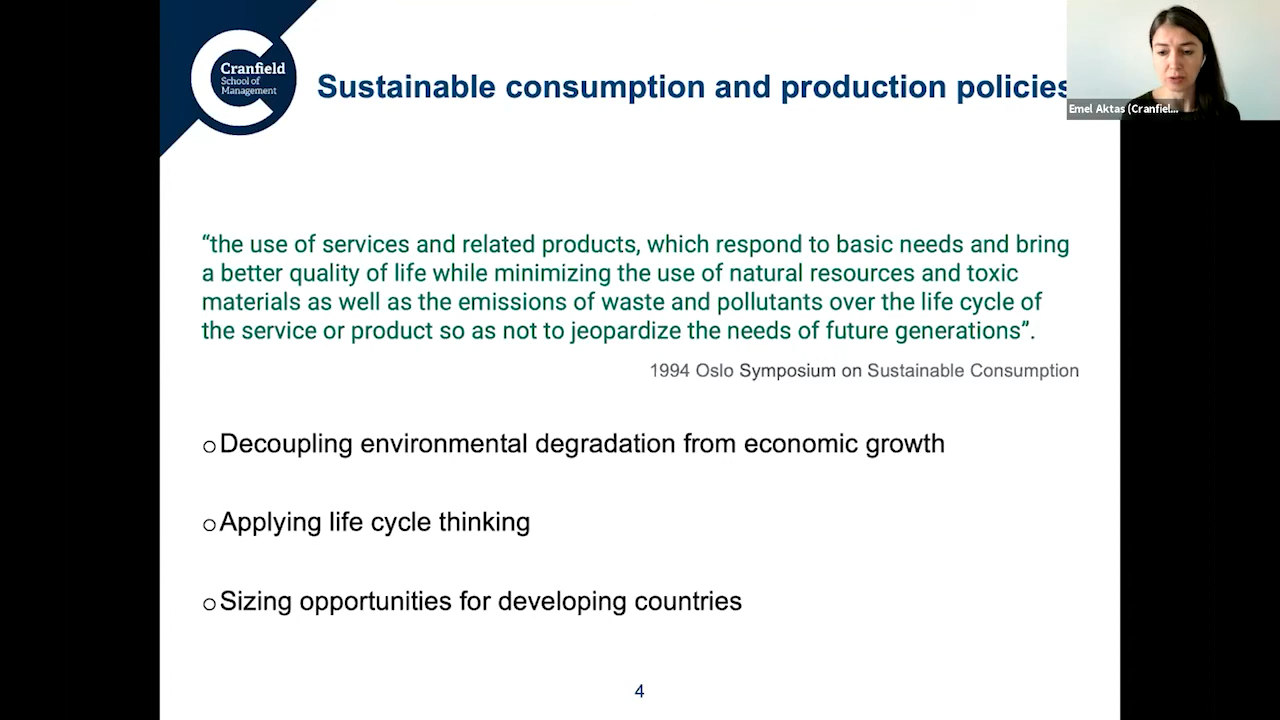 Cranfield
School of
Management
Sustainable consumption and production policies
Emel Aktas (Cranfiel...
“the use of services and related products, which respond to basic needs and bring
a better quality of life while minimizing the use of natural resources and toxic
materials as well as the emissions of waste and pollutants over the life cycle of
the service or product so as not to jeopardize the needs of future generations”.
1994 Oslo Symposium on Sustainable Consumption
○ Decoupling environmental degradation from economic growth
○ Applying life cycle thinking
○ Sizing opportunities for developing countries
4